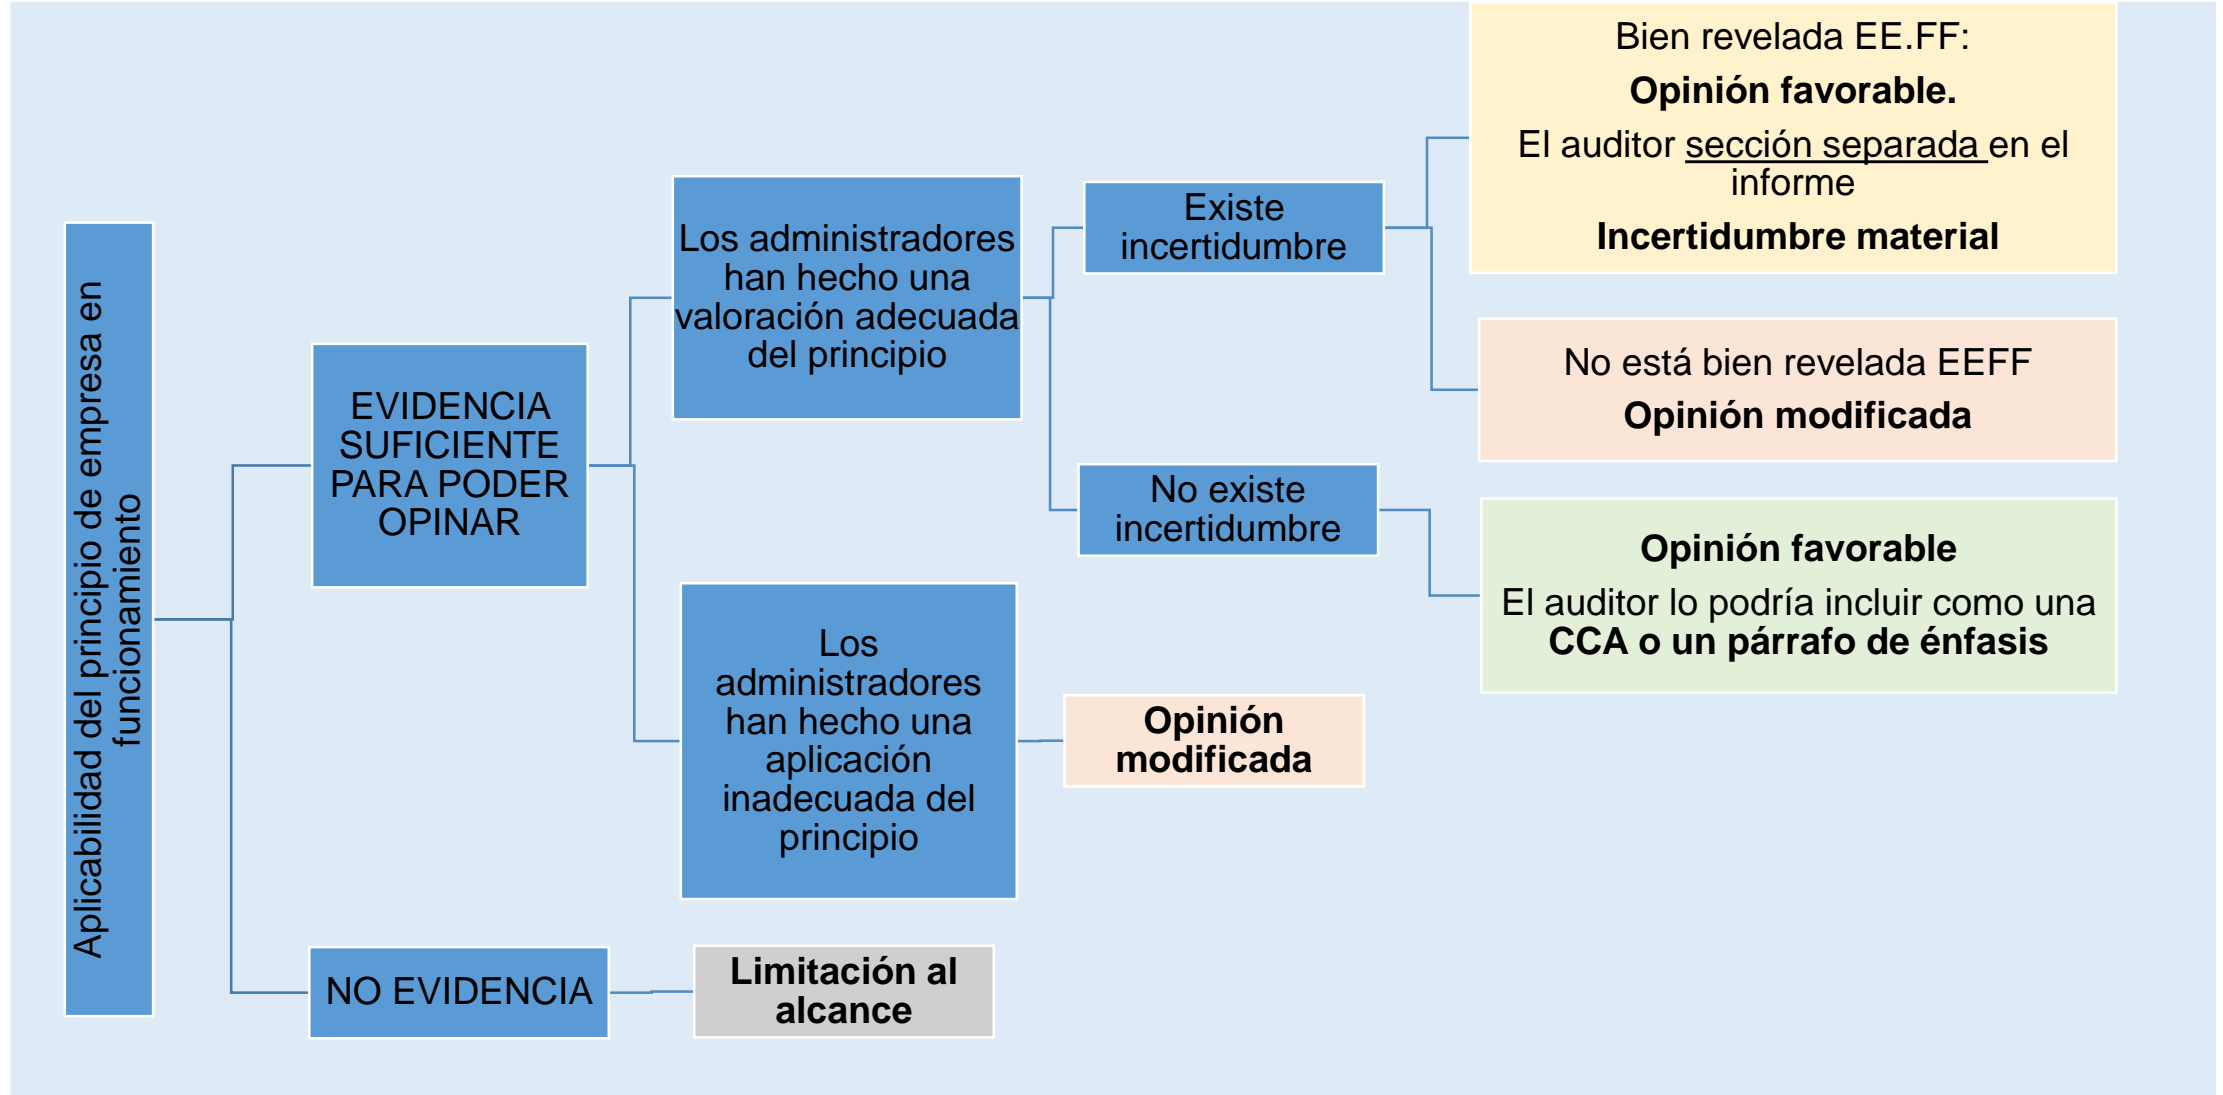 Aplicabilidad del principio de empresa en
funcionamiento
EVIDENCIA
SUFICIENTE
PARA PODER
OPINAR
Los administradores
han hecho una
valoración adecuada
del principio
Existe
incertidumbre
Bien revelada EE.FF:
Opinión favorable.
El auditor sección separada en el
informe
Incertidumbre material
No está bien revelada EEFF
Opinión modificada
No existe
incertidumbre
Opinión favorable
El auditor lo podría incluir como una
CCA o un párrafo de énfasis
Los
administradores
han hecho una
aplicación
inadecuada del
principio
Opinión
modificada
NO EVIDENCIA
Limitación al
alcance